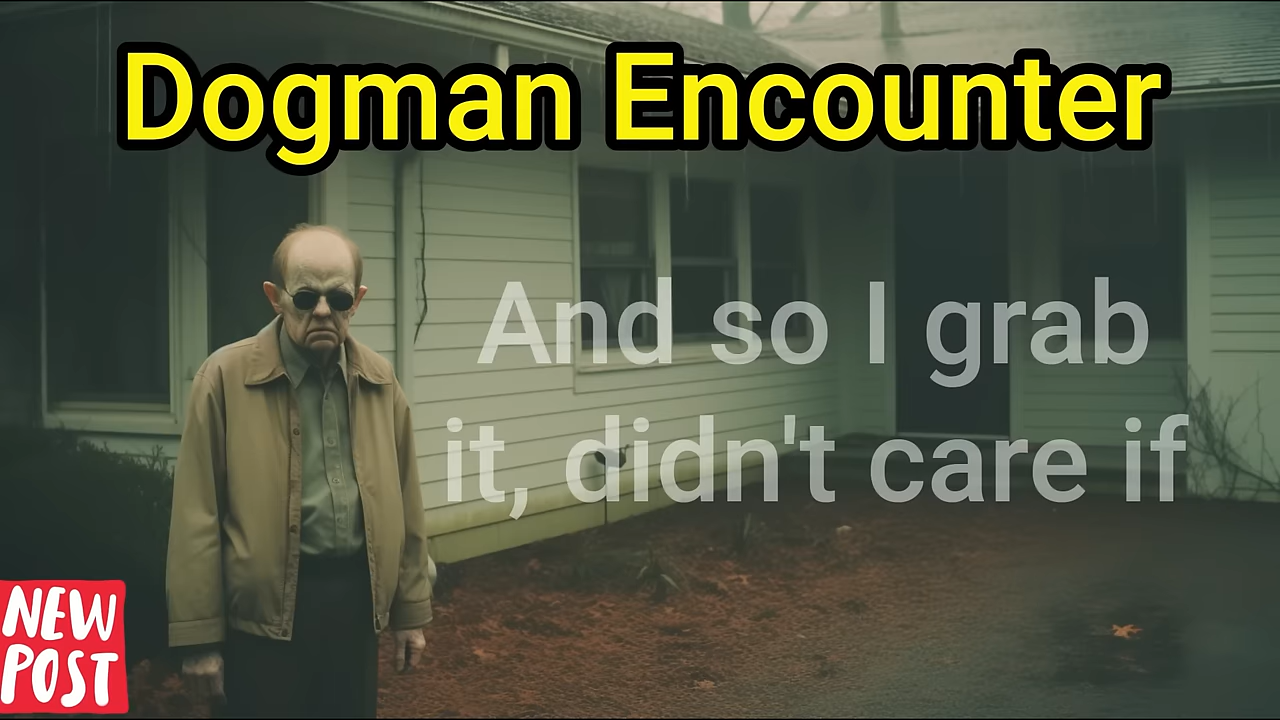 Dogman Encounter
And so I grab
it, didn't care if
NEW
POST